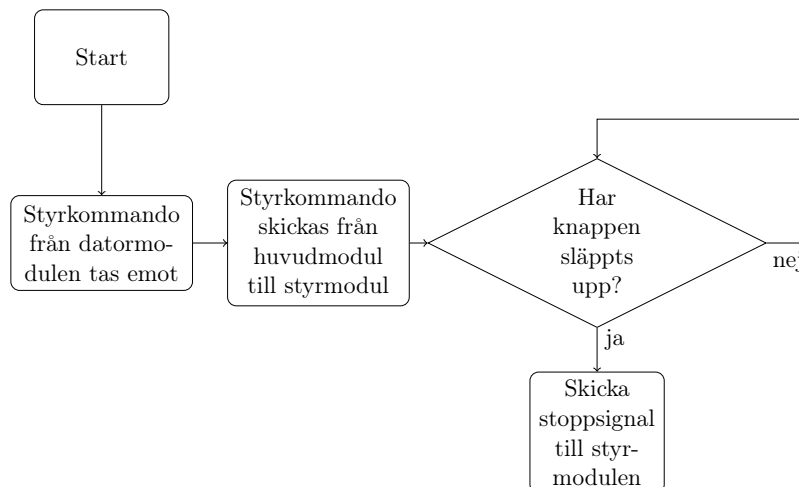 Start
Styrkommando
från datormo-
dulen tas emot
Styrkommando
skickas från
huvudmodul
till styrmodul
Har
knappen
släppts
upp?
nej
ja
Skicka
stoppsignal
till styr-
modulen